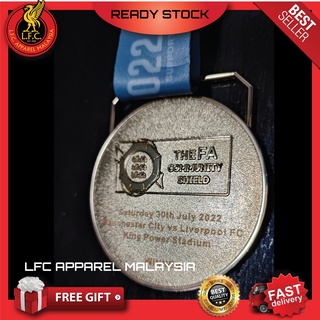 L.F.C.
LFC APPAREL MALAYSIA
READY STOCK
BEST
SELLER
022
THE FA
COMMUNITY
SHIELD
Saturday 30th July 2022
Manchester City vs Liverpool FC
King Power Stadium
LFC APPAREL MALAYSIA
FREE GIFT
BEST
QUALITY
FAST
delivery